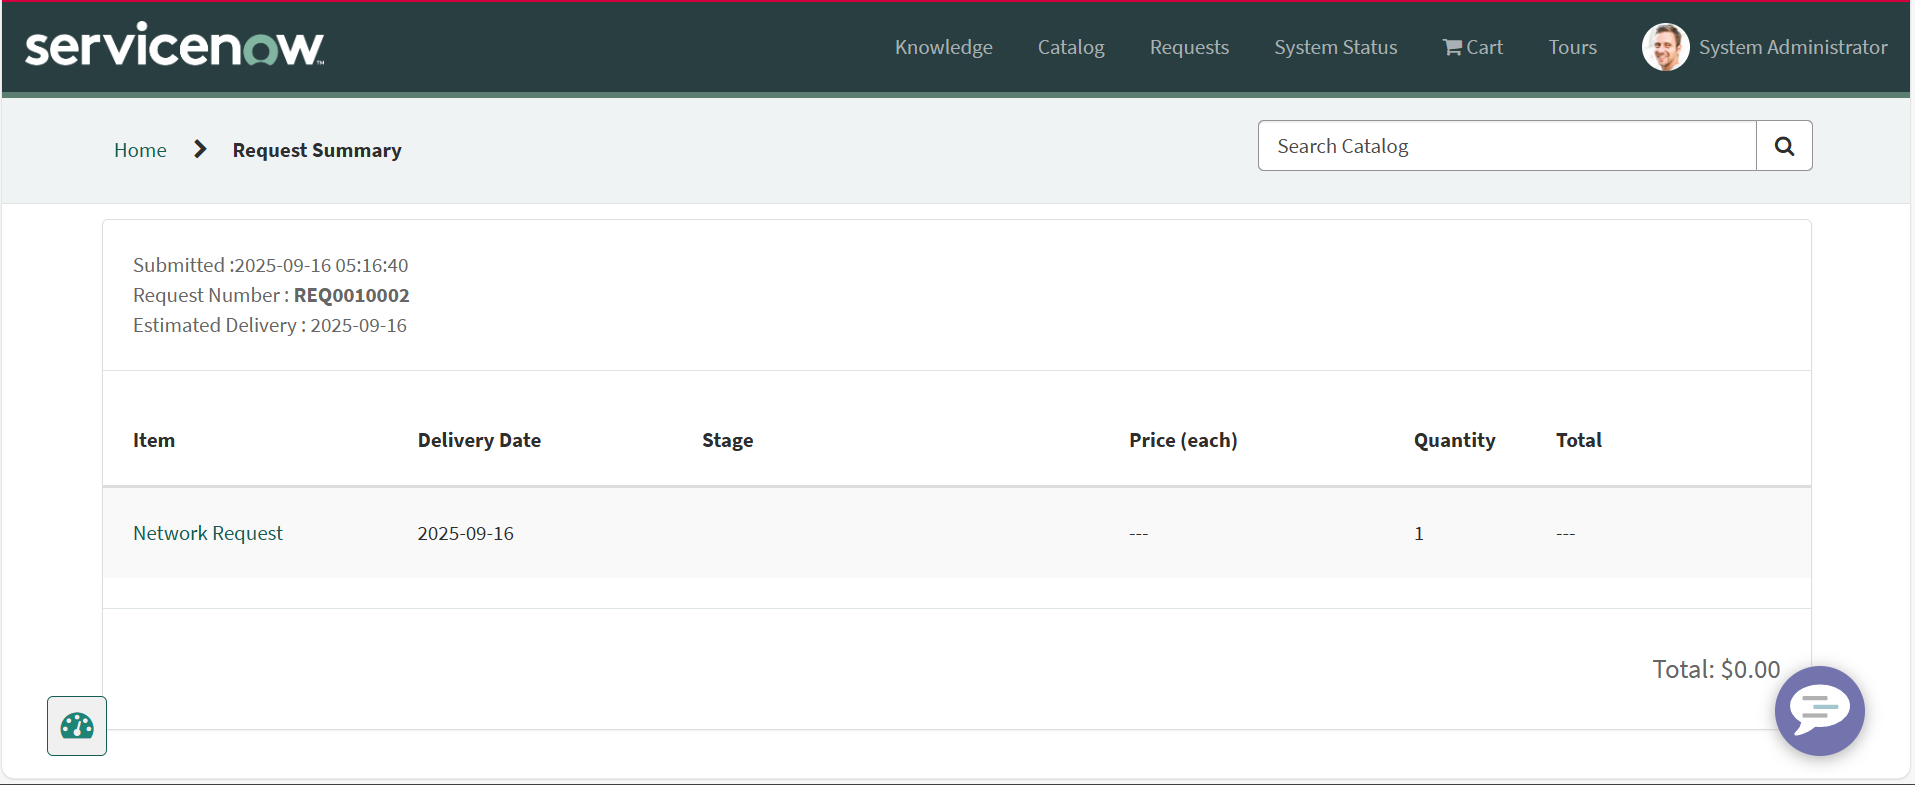 servicenow™
Knowledge Catalog Requests System Status Cart Tours System Administrator
Home Request Summary Search Catalog
Submitted :2025-09-16 05:16:40
Request Number : REQ0010002
Estimated Delivery : 2025-09-16
Item Delivery Date Stage Price (each) Quantity Total
Network Request 2025-09-16 --- 1 ---
Total: $0.00